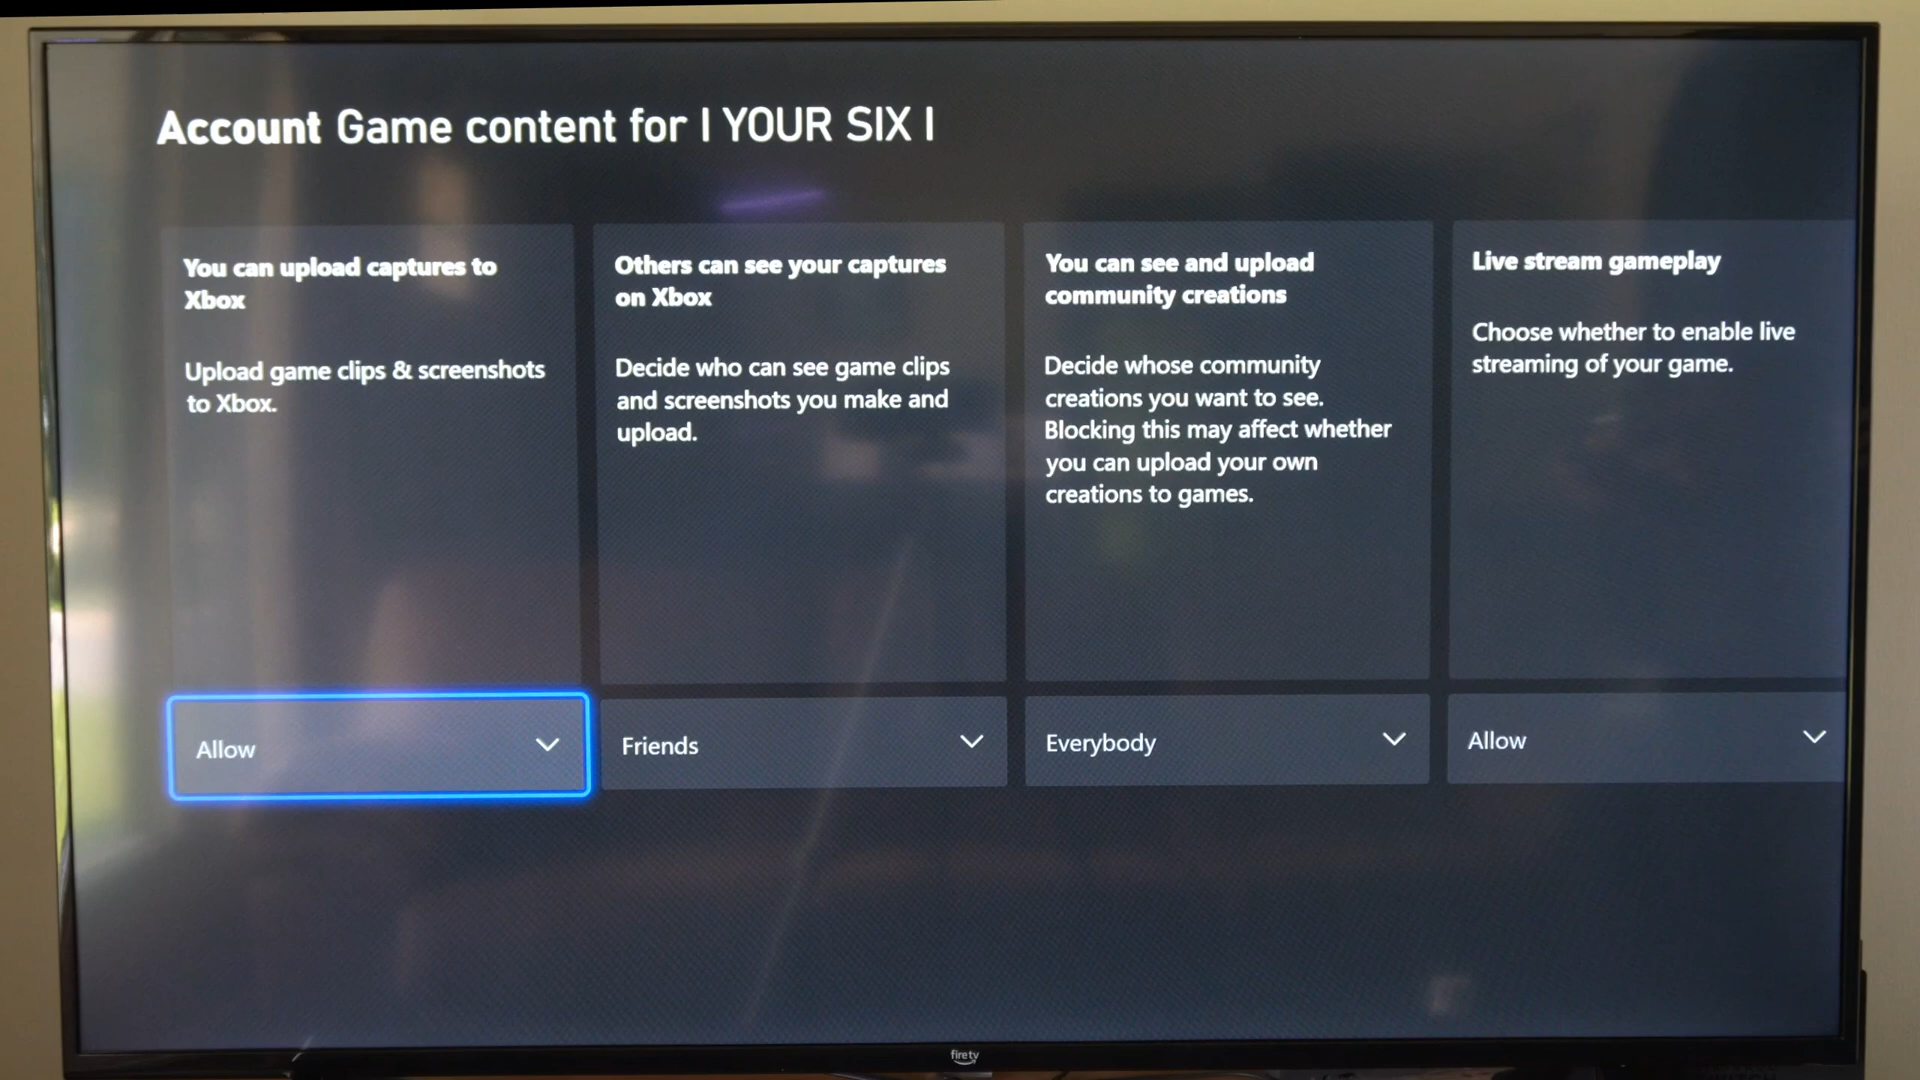 Account Game content for I YOUR SIX I
You can upload captures to
Xbox
Upload game clips & screenshots
to Xbox.
Allow
Others can see your captures
on Xbox
Decide who can see game clips
and screenshots you make and
upload.
Friends
You can see and upload
community creations
Decide whose community
creations you want to see.
Blocking this may affect whether
you can upload your own
creations to games.
Everybody
Live stream gameplay
Choose whether to enable live
streaming of your game.
Allow
fire tv